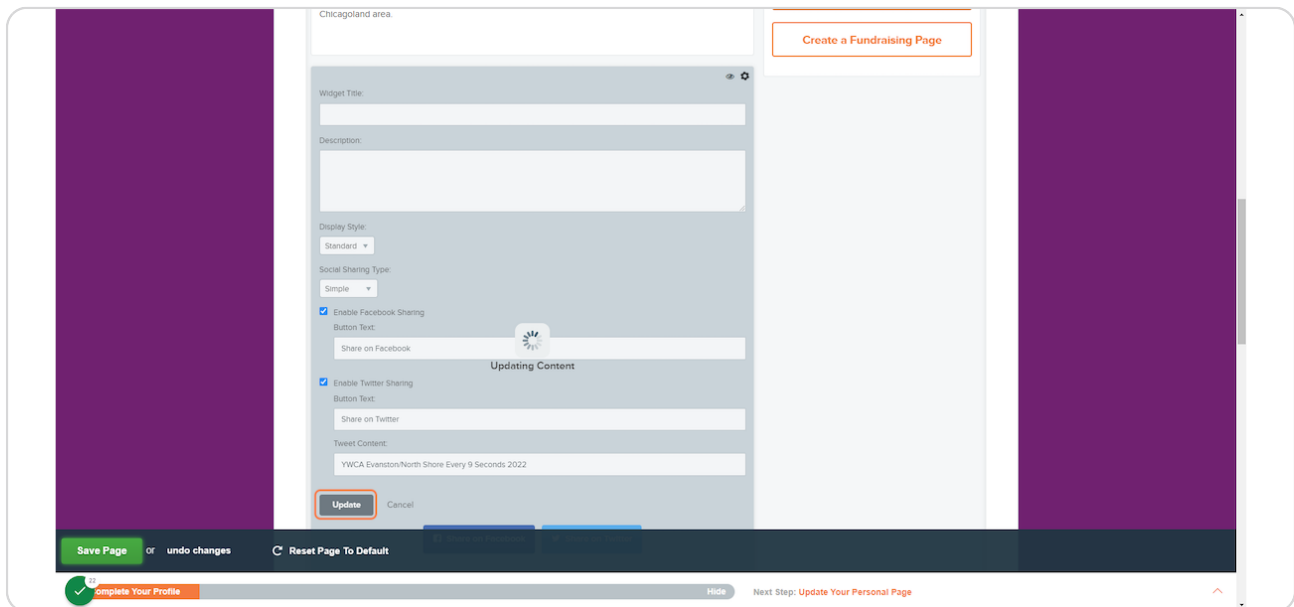 Chicagoland area.
Create a Fundraising Page
Widget Title:
Description:
Display Style:
Standard
Social Sharing Type:
Simple
Enable Facebook Sharing
Button Text:
Share on Facebook
Updating Content
Enable Twitter Sharing
Button Text:
Share on Twitter
Tweet Content:
YWCA Evanston/North Shore Every 9 Seconds 2022
Update Cancel
Save Page or undo changes Reset Page To Default
22
omplete Your Profile Hide Next Step: Update Your Personal Page